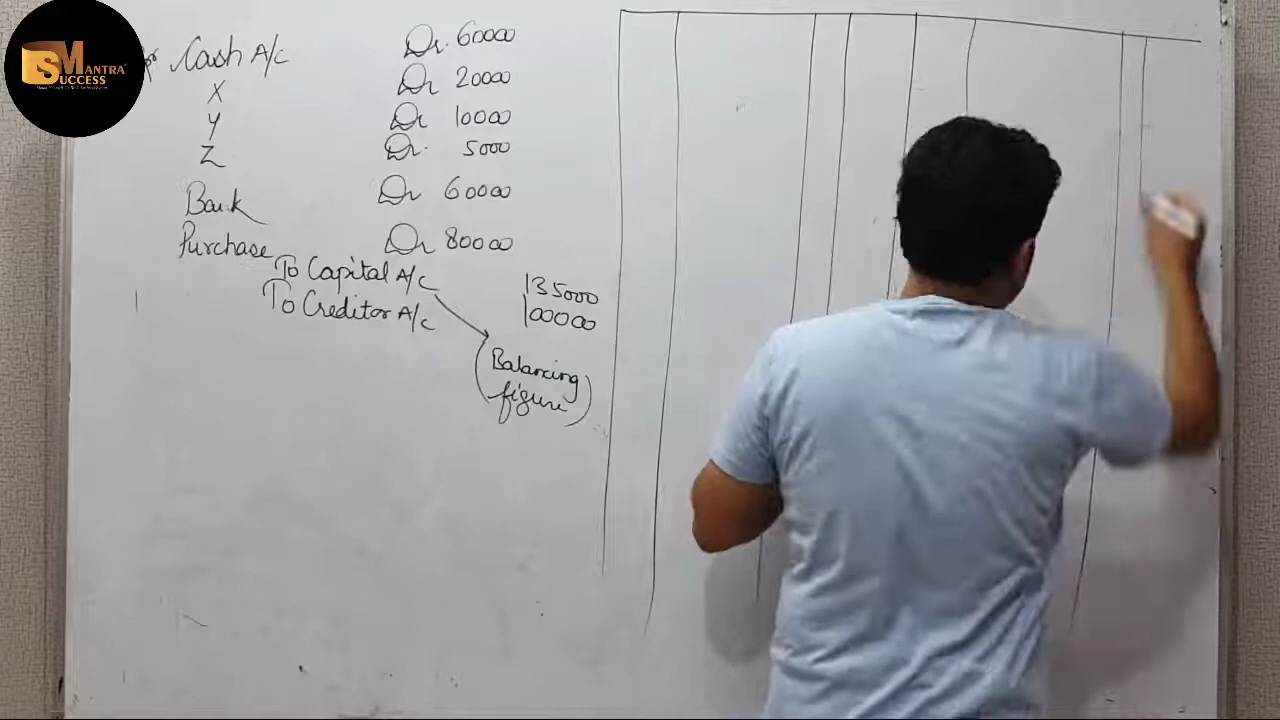 MANTRA
SUCCESS
Cash A/c Dr. 60000
X Dr 20000
Y Dr 10000
Z Dr. 5000
Bank Dr 60000
Purchase Dr 80000
To Capital A/c 135000
To Creditor A/c 100000
(Balancing
figure)